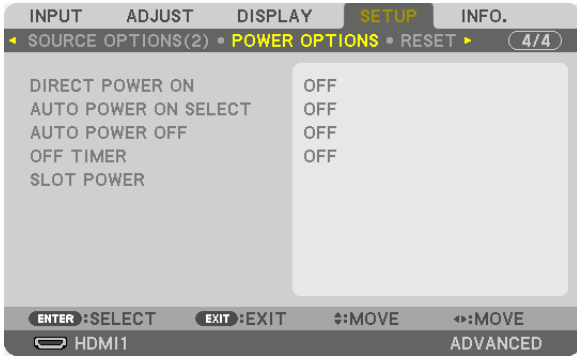 INPUT ADJUST DISPLAY SETUP INFO.
SOURCE OPTIONS(2) • POWER OPTIONS • RESET 4/4
DIRECT POWER ON OFF
AUTO POWER ON SELECT OFF
AUTO POWER OFF OFF
OFF TIMER OFF
SLOT POWER
ENTER :SELECT EXIT :EXIT :MOVE :MOVE
HDMI1 ADVANCED